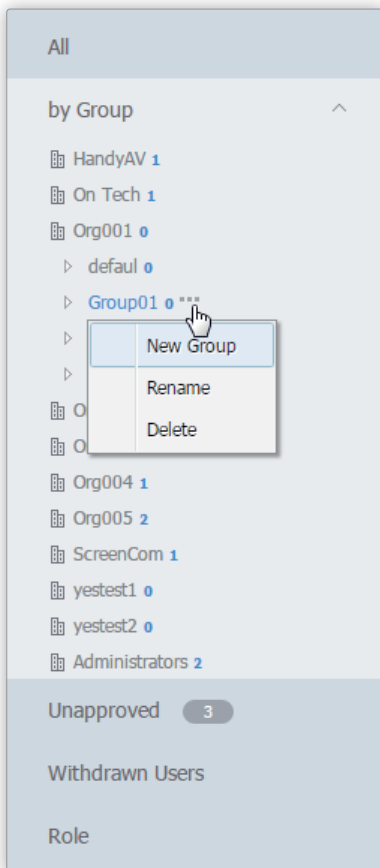 All
by Group
HandyAV 1
On Tech 1
Org001 0
defaul 0
Group01 0
New Group
Rename
Delete
O
O
Org004 1
Org005 2
ScreenCom 1
yestest1 0
yestest2 0
Administrators 2
Unapproved 3
Withdrawn Users
Role